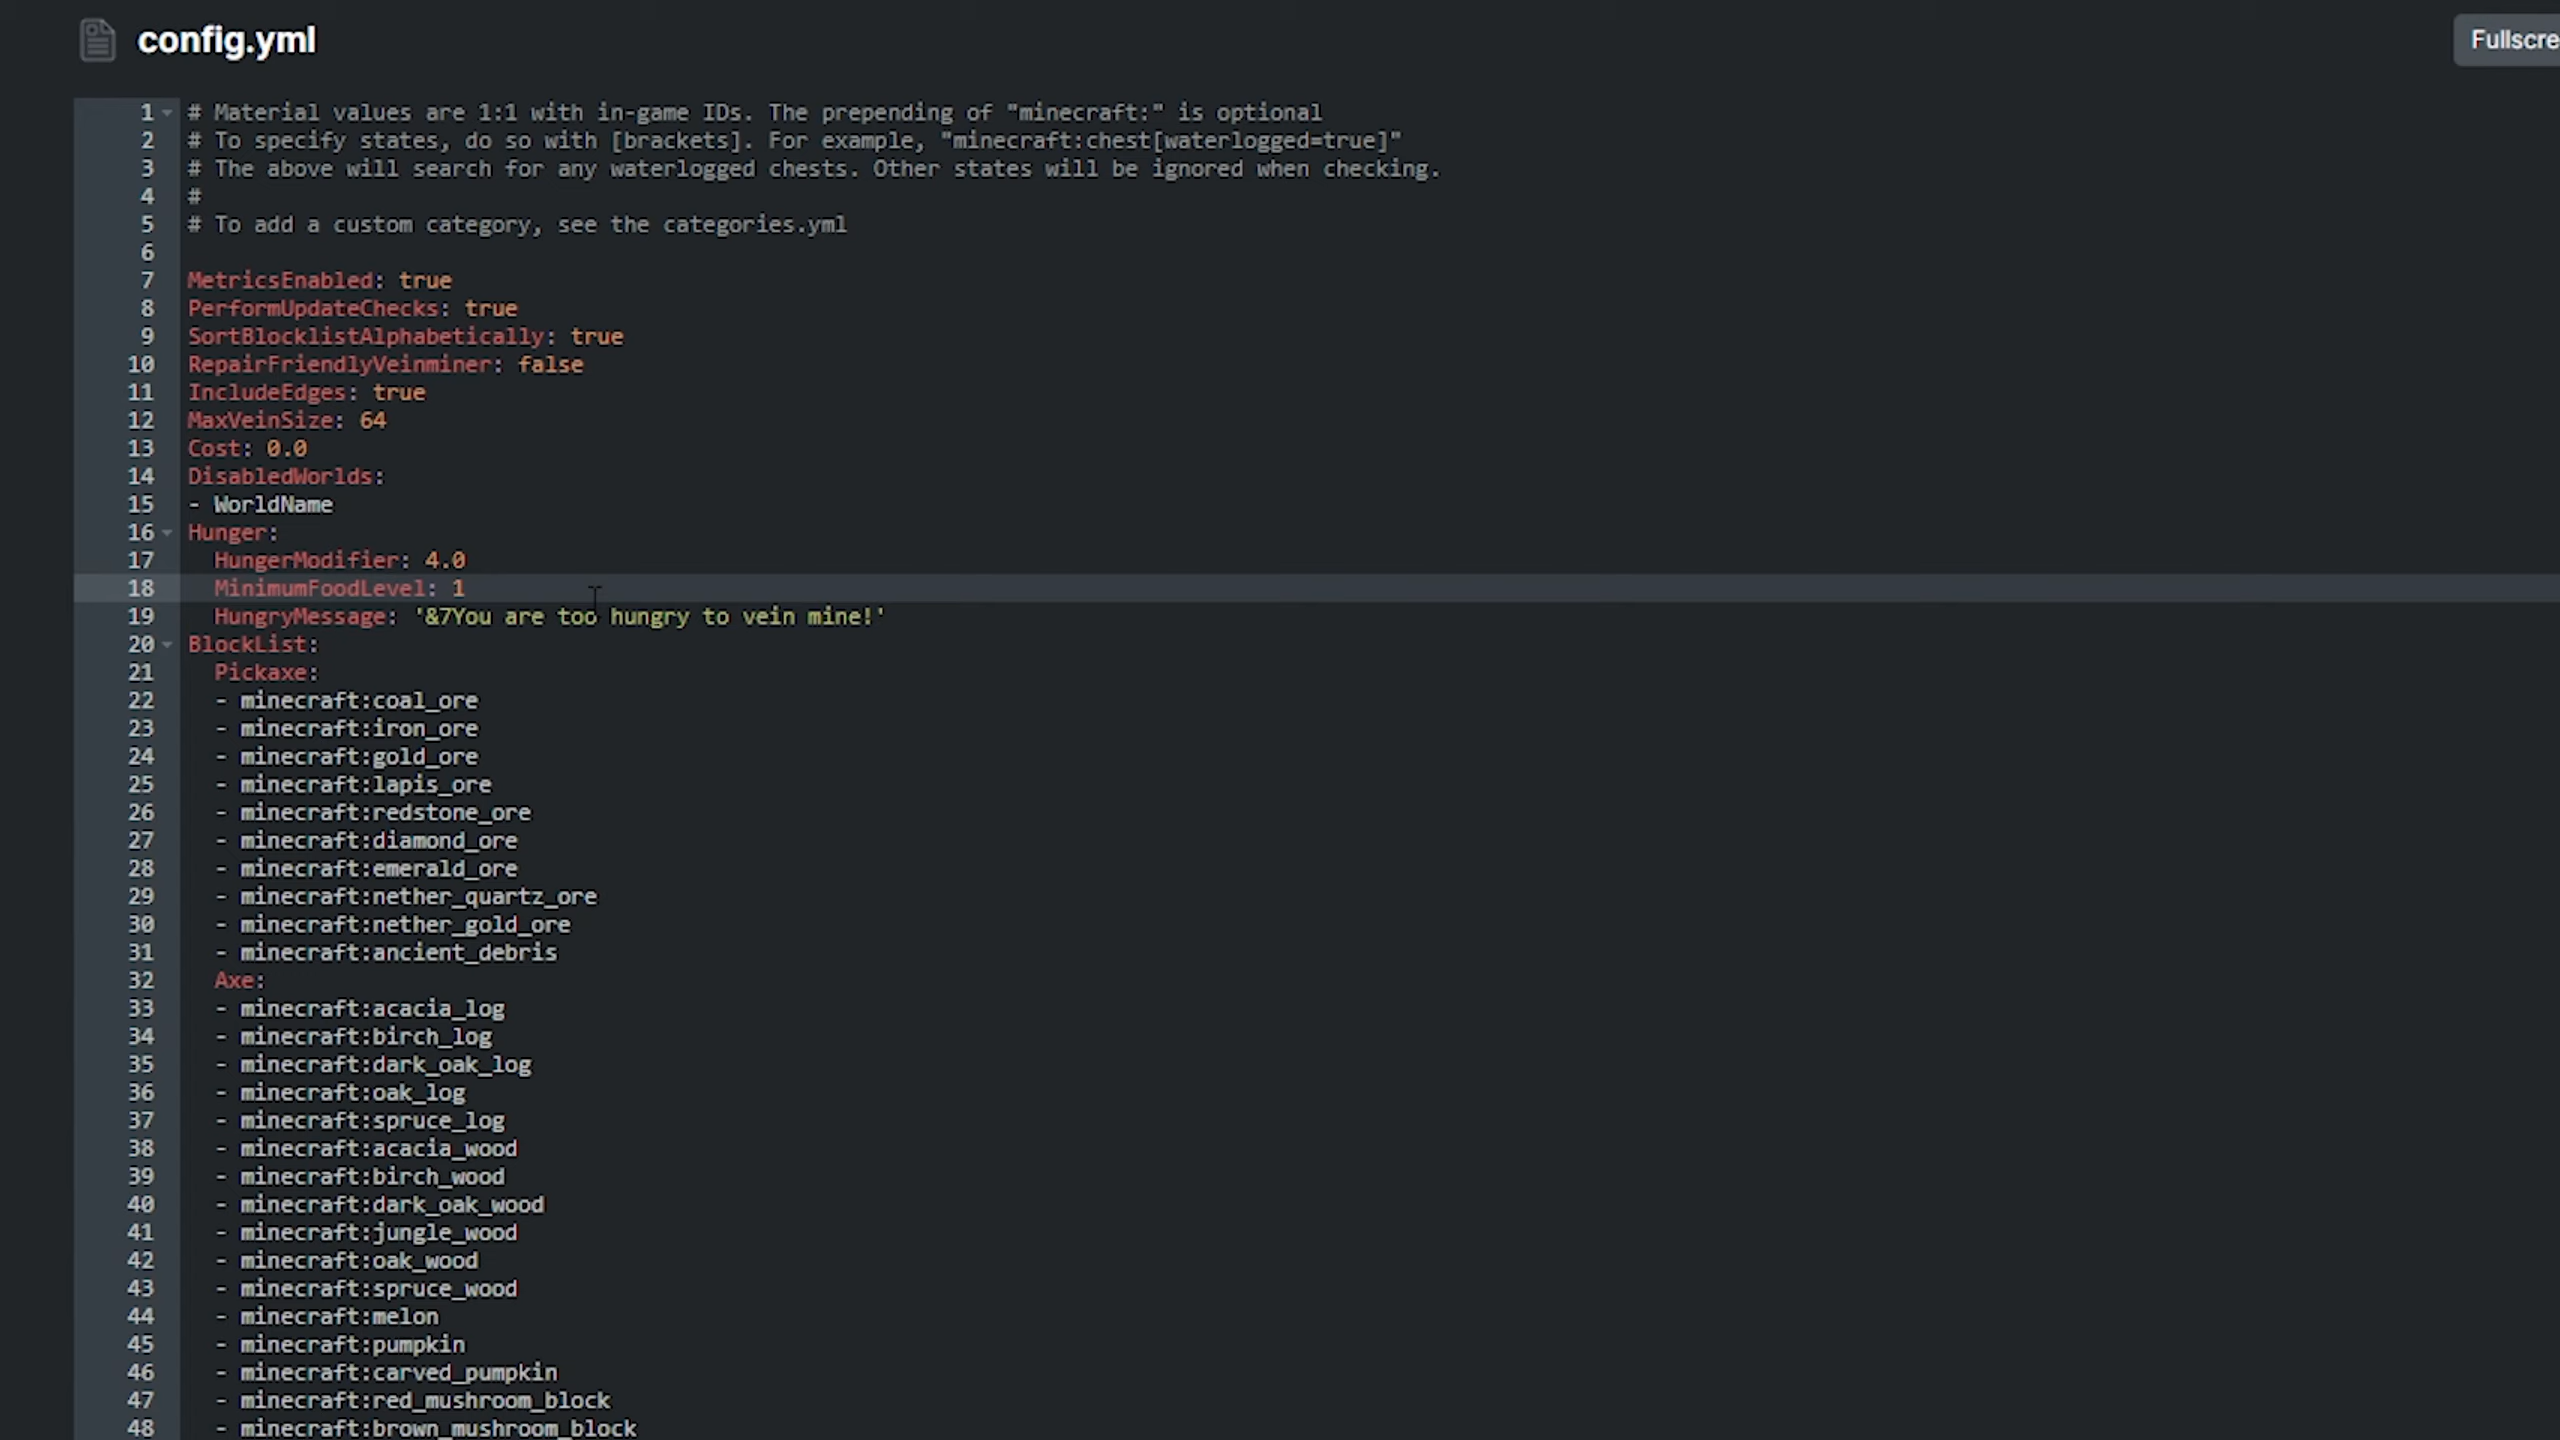 config.yml
Fullscre
1 # Material values are 1:1 with in-game IDs. The prepending of "minecraft:" is optional
2 # To specify states, do so with [brackets]. For example, "minecraft:chest[waterlogged=true]"
3 # The above will search for any waterlogged chests. Other states will be ignored when checking.
4 #
5 # To add a custom category, see the categories.yml
6
7 MetricsEnabled: true
8 PerformUpdateChecks: true
9 SortBlocklistAlphabetically: true
10 RepairFriendlyVeinminer: false
11 IncludeEdges: true
12 MaxVeinSize: 64
13 Cost: 0.0
14 DisabledWorlds:
15 - WorldName
16 Hunger:
17   HungerModifier: 4.0
18   MinimumFoodLevel: 1
19   HungryMessage: '&7You are too hungry to vein mine!'
20 BlockList:
21   Pickaxe:
22   - minecraft:coal_ore
23   - minecraft:iron_ore
24   - minecraft:gold_ore
25   - minecraft:lapis_ore
26   - minecraft:redstone_ore
27   - minecraft:diamond_ore
28   - minecraft:emerald_ore
29   - minecraft:nether_quartz_ore
30   - minecraft:nether_gold_ore
31   - minecraft:ancient_debris
32   Axe:
33   - minecraft:acacia_log
34   - minecraft:birch_log
35   - minecraft:dark_oak_log
36   - minecraft:oak_log
37   - minecraft:spruce_log
38   - minecraft:acacia_wood
39   - minecraft:birch_wood
40   - minecraft:dark_oak_wood
41   - minecraft:jungle_wood
42   - minecraft:oak_wood
43   - minecraft:spruce_wood
44   - minecraft:melon
45   - minecraft:pumpkin
46   - minecraft:carved_pumpkin
47   - minecraft:red_mushroom_block
48   - minecraft:brown_mushroom_block